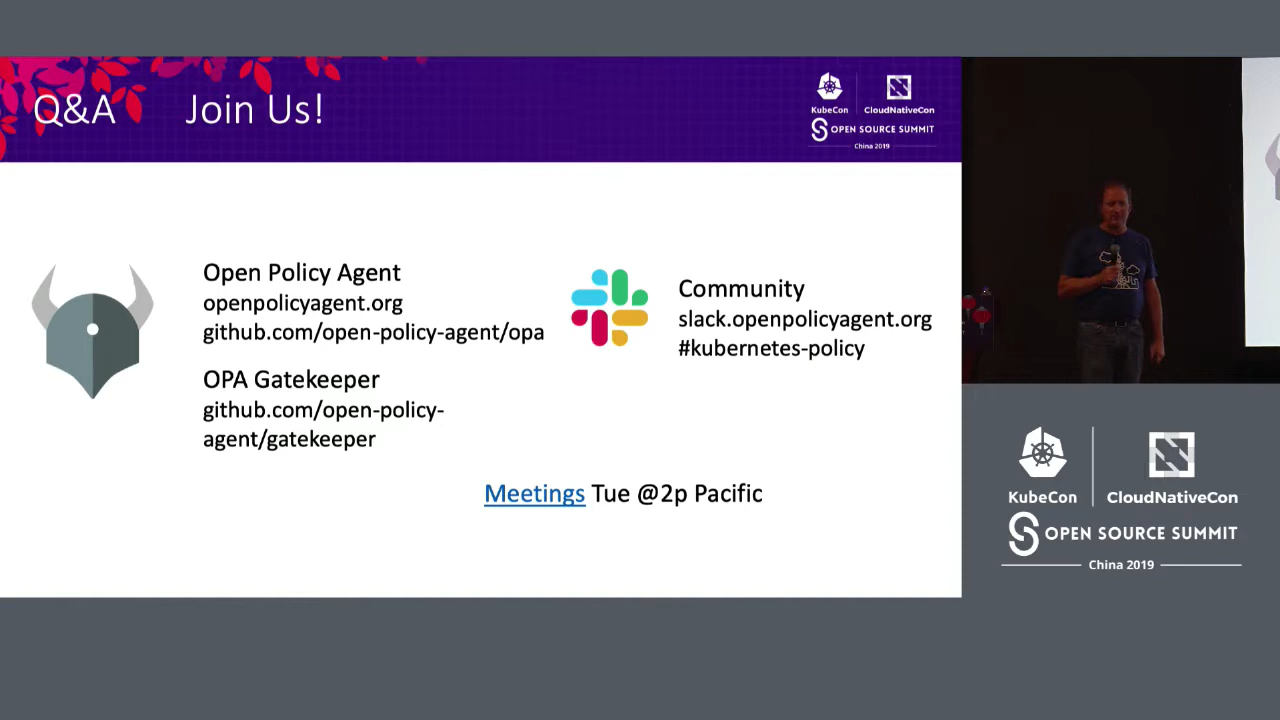 Q&A Join Us!
KubeCon CloudNativeCon
OPEN SOURCE SUMMIT
China 2019
Open Policy Agent
openpolicyagent.org
github.com/open-policy-agent/opa
OPA Gatekeeper
github.com/open-policy-
agent/gatekeeper
Community
slack.openpolicyagent.org
#kubernetes-policy
Meetings Tue @2p Pacific
KubeCon CloudNativeCon
OPEN SOURCE SUMMIT
China 2019